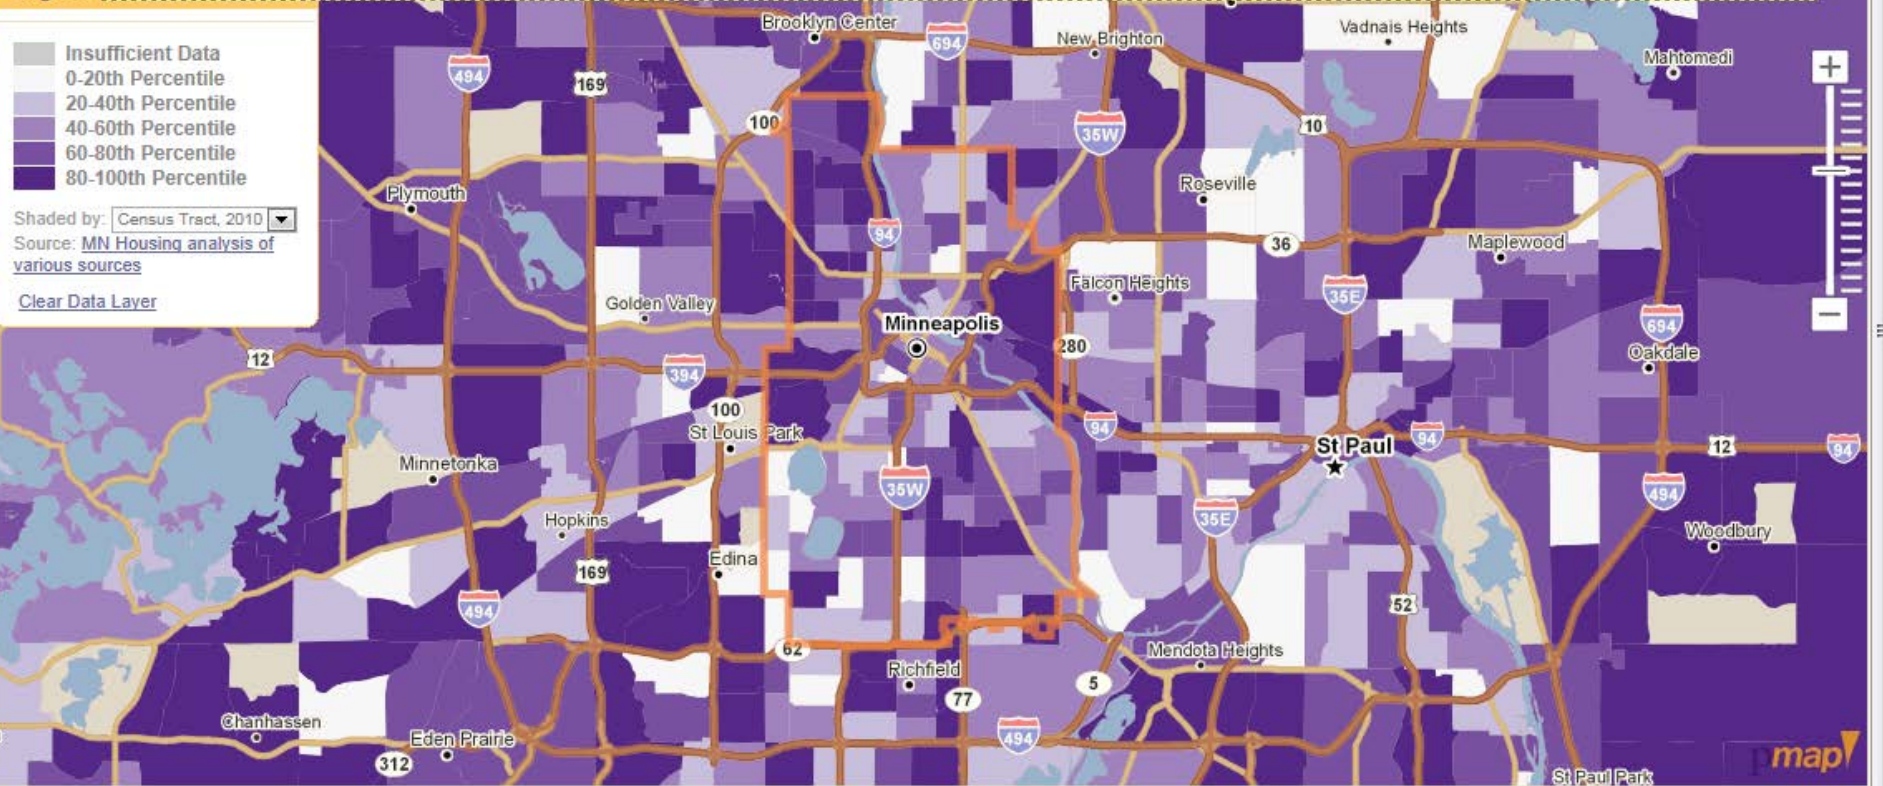 Insufficient Data
0-20th Percentile
20-40th Percentile
40-60th Percentile
60-80th Percentile
80-100th Percentile
Shaded by: Census Tract, 2010
Source: MN Housing analysis of
various sources
Clear Data Layer
Brooklyn Center
694
New Brighton
Vadnais Heights
Mahtomedi
494
169
100
35W
10
Plymouth
Roseville
94
36
Maplewood
Golden Valley
Falcon Heights
35E
694
Minneapolis
12
394
280
Oakdale
100
St Louis Park
94
St Paul
94
12
94
Minnetonka
35W
494
Hopkins
35E
Woodbury
Edina
169
494
52
62
Richfield
Mendota Heights
77
5
Chanhassen
Eden Prairie
494
312
pmap
St Paul Park